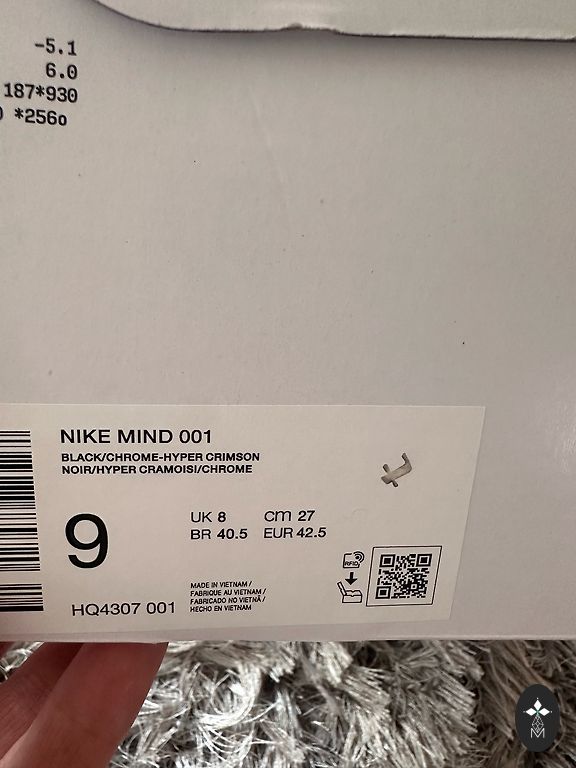 -5.1
6.0
187*930
*256o
NIKE MIND 001
BLACK/CHROME-HYPER CRIMSON
NOIR/HYPER CRAMOISI/CHROME
9
UK 8 cm 27
BR 40.5 EUR 42.5
RFID
MADE IN VIETNAM /
FABRIQUE AU VIETNAM /
FABRICADO NO VIETNÃ /
HECHO EN VIETNAM
HQ4307 001
M